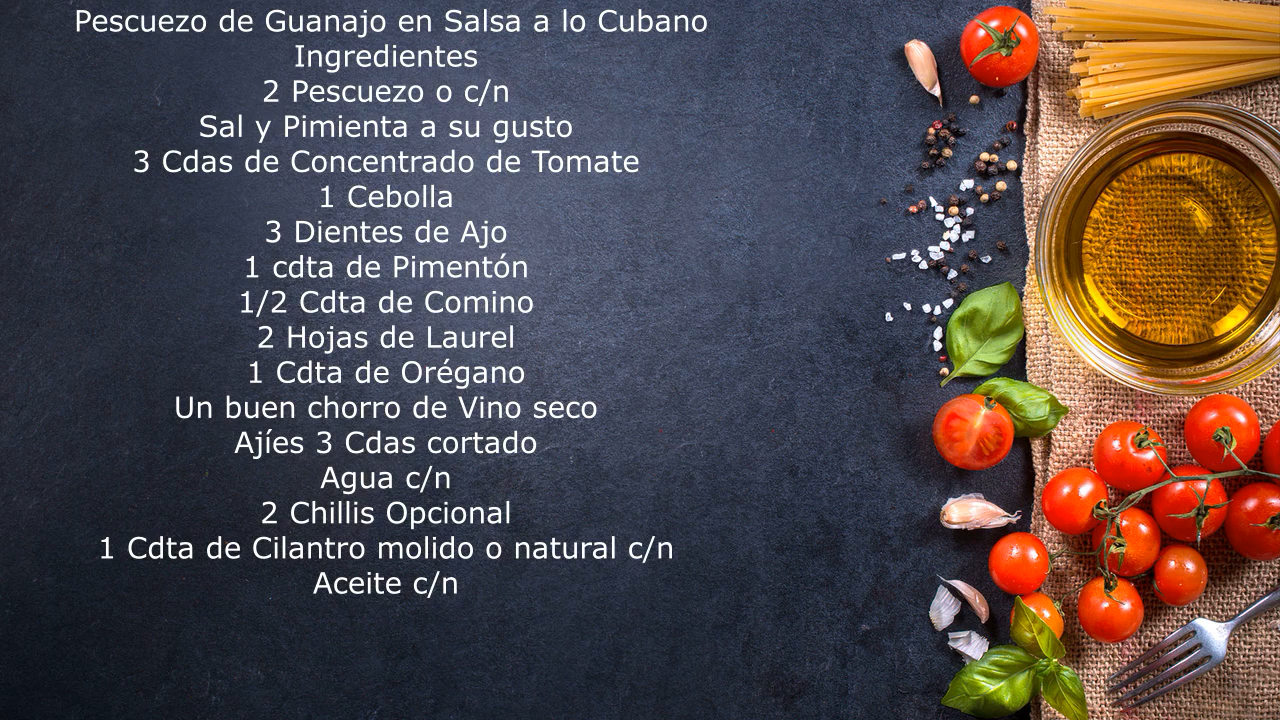 Pescuezo de Guanajo en Salsa a lo Cubano
Ingredientes
2 Pescuezo o c/n
Sal y Pimienta a su gusto
3 Cdas de Concentrado de Tomate
1 Cebolla
3 Dientes de Ajo
1 cdta de Pimentón
1/2 Cdta de Comino
2 Hojas de Laurel
1 Cdta de Orégano
Un buen chorro de Vino seco
Ajíes 3 Cdas cortado
Agua c/n
2 Chillis Opcional
1 Cdta de Cilantro molido o natural c/n
Aceite c/n